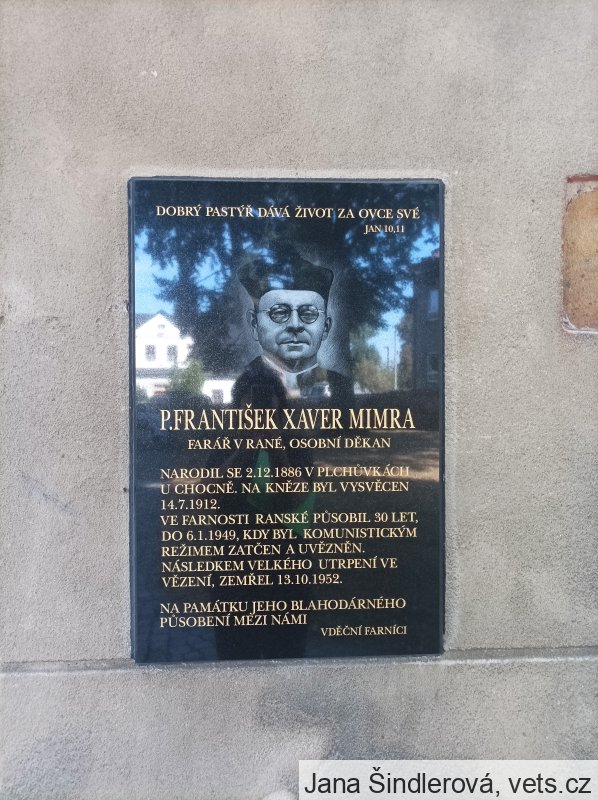 DOBRÝ PASTÝŘ DÁVÁ ŽIVOT ZA OVCE SVÉ
JAN 10,11
P.FRANTIŠEK XAVER MIMRA
FARÁŘ V RANÉ, OSOBNÍ DĚKAN
NARODIL SE 2.12.1886 V PLCHŮVKÁCH
U CHOCNĚ. NA KNĚZE BYL VYSVĚCEN
14.7.1912.
VE FARNOSTI RANSKÉ PŮSOBIL 30 LET,
DO 6.1.1949, KDY BYL KOMUNISTICKÝM
REŽIMEM ZATČEN A UVĚZNĚN.
NÁSLEDKEM VELKÉHO UTRPENÍ VE
VĚZENÍ, ZEMŘEL 13.10.1952.
NA PAMÁTKU JEHO BLAHODÁRNÉHO
PŮSOBENÍ MEZI NÁMI
VDĚČNÍ FARNÍCI
Jana Šindlerová, vets.cz